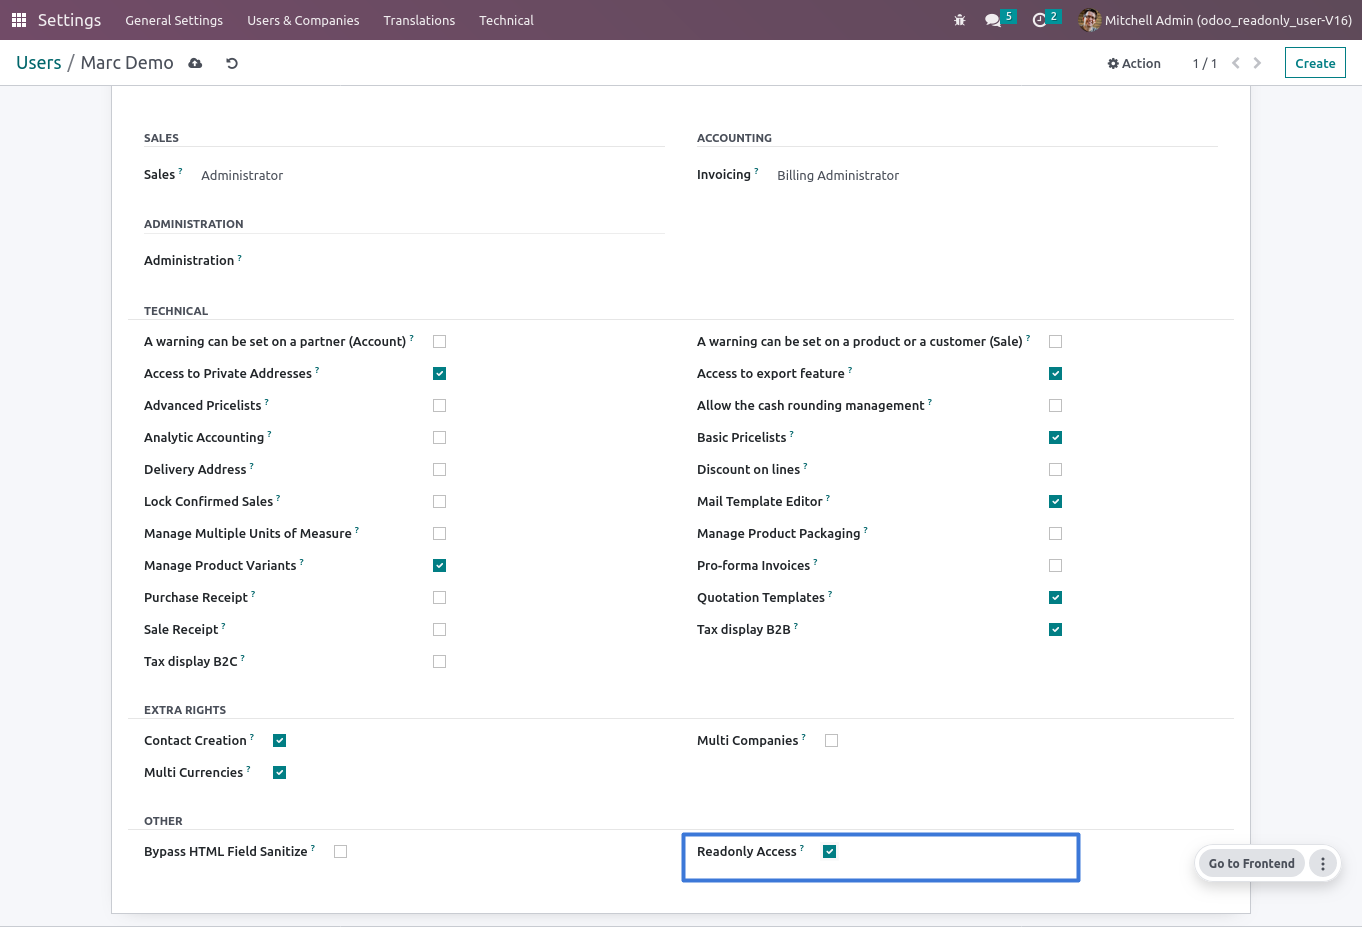 Settings General Settings Users & Companies Translations Technical 5 2 Mitchell Admin (odoo_readonly_user-V16)
Users / Marc Demo Action 1 / 1 Create
SALES ACCOUNTING
Sales ? Administrator Invoicing ? Billing Administrator
ADMINISTRATION
Administration ?
TECHNICAL
A warning can be set on a partner (Account) ? A warning can be set on a product or a customer (Sale) ?
Access to Private Addresses ? Access to export feature ?
Advanced Pricelists ? Allow the cash rounding management ?
Analytic Accounting ? Basic Pricelists ?
Delivery Address ? Discount on lines ?
Lock Confirmed Sales ? Mail Template Editor ?
Manage Multiple Units of Measure ? Manage Product Packaging ?
Manage Product Variants ? Pro-forma Invoices ?
Purchase Receipt ? Quotation Templates ?
Sale Receipt ? Tax display B2B ?
Tax display B2C ?
EXTRA RIGHTS
Contact Creation ? Multi Companies ?
Multi Currencies ?
OTHER
Bypass HTML Field Sanitize ? Readonly Access ?
Go to Frontend